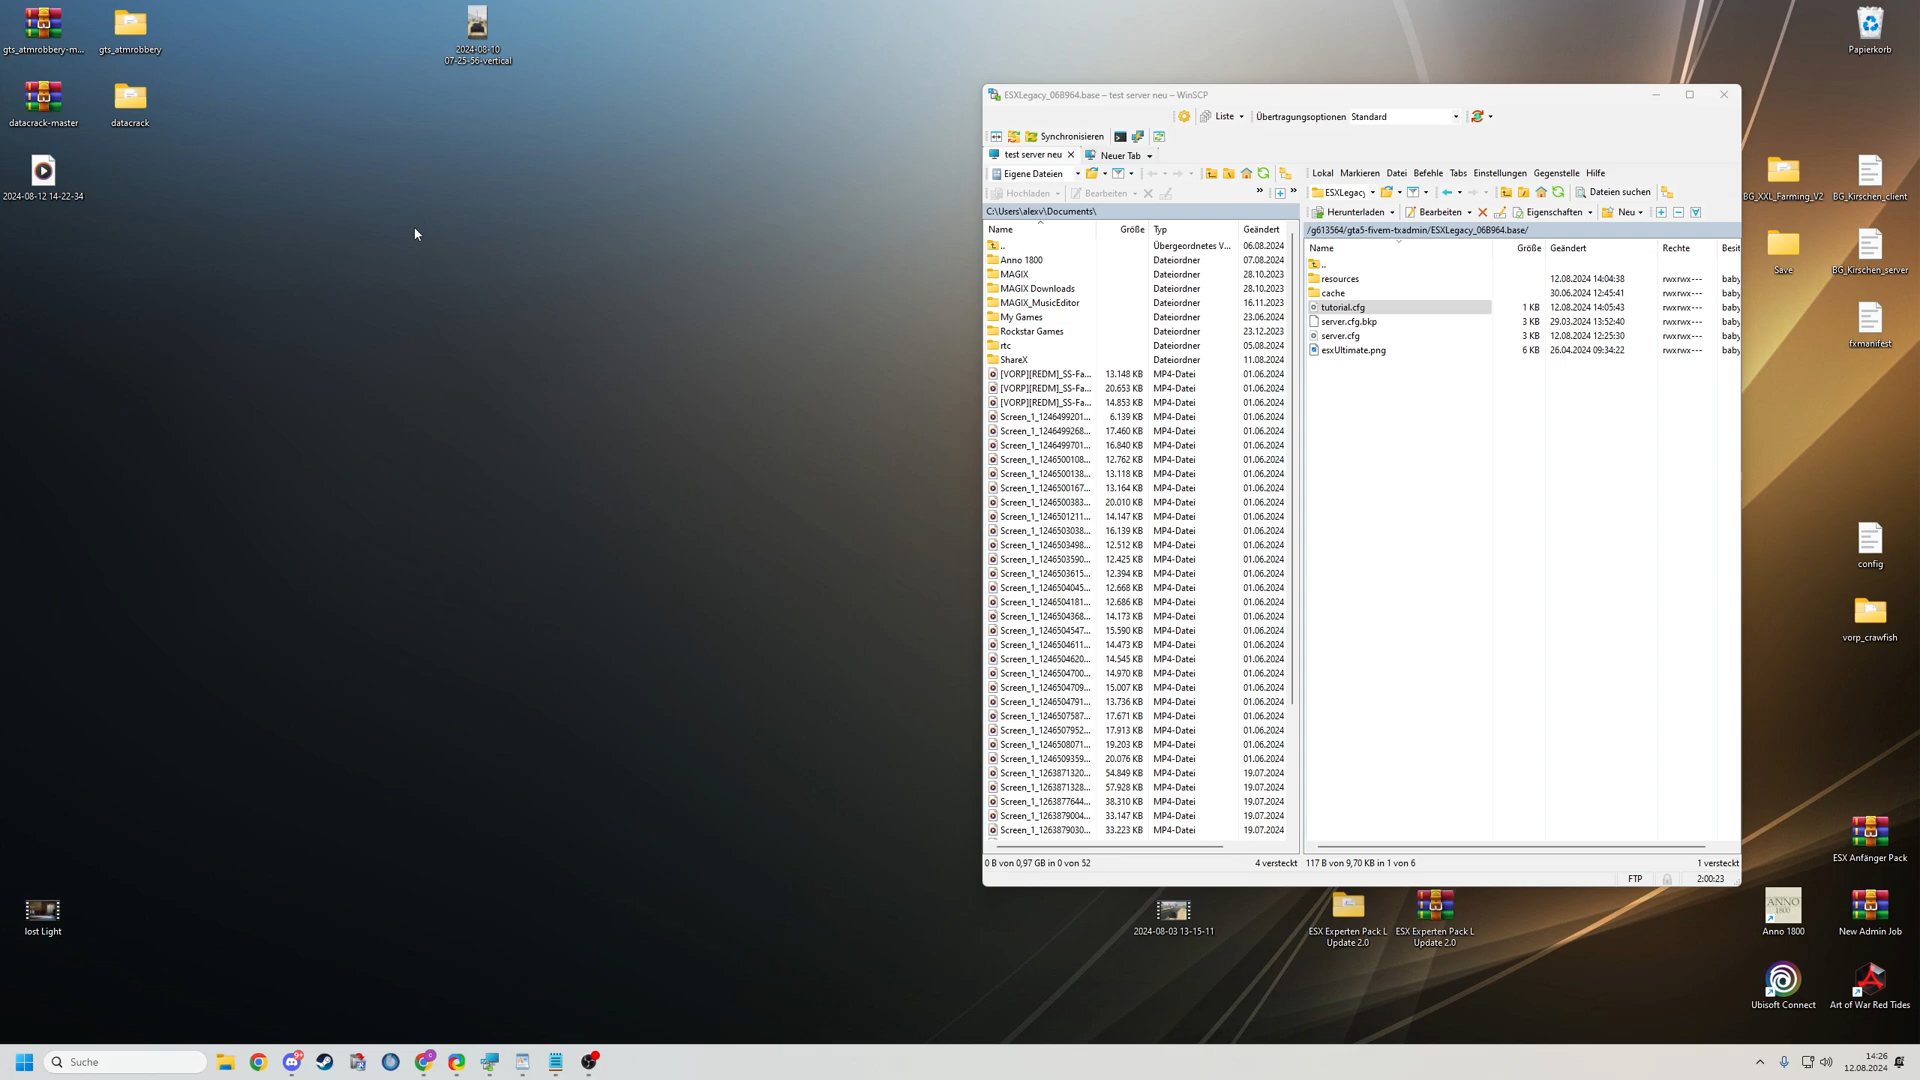 gts_atmrobbery-m...
gts_atmrobbery
2024-08-10
07-25-56-vertical
Papierkorb
datacrack-master
datacrack
2024-08-12 14-22-34
ESXLegacy_06B964.base – test server neu – WinSCP
Liste
Übertragungsoptionen Standard
Synchronisieren
test server neu
Neuer Tab
Eigene Dateien
Lokal Markieren Datei Befehle Tabs Einstellungen Gegenstelle Hilfe
Hochladen
Bearbeiten
»
ESXLegacy
Dateien suchen
C:\Users\alexv\Documents\
Herunterladen
Bearbeiten
Eigenschaften
Neu
Name Größe Typ Geändert
.. Übergeordnetes V... 06.08.2024
Anno 1800 Dateiordner 07.08.2024
MAGIX Dateiordner 28.10.2023
MAGIX Downloads Dateiordner 28.10.2023
MAGIX_MusicEditor Dateiordner 16.11.2023
My Games Dateiordner 23.06.2024
Rockstar Games Dateiordner 23.12.2023
rtc Dateiordner 05.08.2024
ShareX Dateiordner 11.08.2024
[VORP][REDM]_SS-Fa... 13.148 KB MP4-Datei 01.06.2024
[VORP][REDM]_SS-Fa... 20.653 KB MP4-Datei 01.06.2024
[VORP][REDM]_SS-Fa... 14.853 KB MP4-Datei 01.06.2024
Screen_1_1246499201... 6.139 KB MP4-Datei 01.06.2024
Screen_1_1246499268... 17.460 KB MP4-Datei 01.06.2024
Screen_1_1246499701... 16.840 KB MP4-Datei 01.06.2024
Screen_1_1246500108... 12.762 KB MP4-Datei 01.06.2024
Screen_1_1246500138... 13.118 KB MP4-Datei 01.06.2024
Screen_1_1246500167... 13.164 KB MP4-Datei 01.06.2024
Screen_1_1246500383... 20.010 KB MP4-Datei 01.06.2024
Screen_1_1246501211... 14.147 KB MP4-Datei 01.06.2024
Screen_1_1246503038... 16.139 KB MP4-Datei 01.06.2024
Screen_1_1246503498... 12.512 KB MP4-Datei 01.06.2024
Screen_1_1246503590... 12.425 KB MP4-Datei 01.06.2024
Screen_1_1246503615... 12.394 KB MP4-Datei 01.06.2024
Screen_1_1246504045... 12.668 KB MP4-Datei 01.06.2024
Screen_1_1246504181... 12.686 KB MP4-Datei 01.06.2024
Screen_1_1246504368... 14.173 KB MP4-Datei 01.06.2024
Screen_1_1246504547... 15.590 KB MP4-Datei 01.06.2024
Screen_1_1246504611... 14.473 KB MP4-Datei 01.06.2024
Screen_1_1246504620... 14.545 KB MP4-Datei 01.06.2024
Screen_1_1246504700... 14.970 KB MP4-Datei 01.06.2024
Screen_1_1246504709... 15.007 KB MP4-Datei 01.06.2024
Screen_1_1246504791... 13.736 KB MP4-Datei 01.06.2024
Screen_1_1246507587... 17.671 KB MP4-Datei 01.06.2024
Screen_1_1246507952... 17.913 KB MP4-Datei 01.06.2024
Screen_1_1246508071... 19.203 KB MP4-Datei 01.06.2024
Screen_1_1246509359... 20.076 KB MP4-Datei 01.06.2024
Screen_1_1263871320... 54.849 KB MP4-Datei 19.07.2024
Screen_1_1263871328... 57.928 KB MP4-Datei 19.07.2024
Screen_1_1263877644... 38.310 KB MP4-Datei 19.07.2024
Screen_1_1263879004... 33.147 KB MP4-Datei 19.07.2024
Screen_1_1263879030... 33.223 KB MP4-Datei 19.07.2024
0 B von 0,97 GB in 0 von 52 4 versteckt
/g613564/gta5-fivem-txadmin/ESXLegacy_06B964.base/
Name Größe Geändert Rechte Besit
..
resources 12.08.2024 14:04:38 rwxrwx--- baby
cache 30.06.2024 12:45:41 rwxrwx--- baby
tutorial.cfg 1 KB 12.08.2024 14:05:43 rwxrwx--- baby
server.cfg.bkp 3 KB 29.03.2024 13:52:40 rwxrwx--- baby
server.cfg 3 KB 12.08.2024 12:25:30 rwxrwx--- baby
esxUltimate.png 6 KB 26.04.2024 09:34:22 rwxrwx--- baby
117 B von 9,70 KB in 1 von 6 1 versteckt
FTP 2:00:23
BG_XXL_Farming_V2
BG_Kirschen_client
Save
BG_Kirschen_server
fxmanifest
config
vorp_crawfish
ESX Anfänger Pack
lost Light
2024-08-03 13-15-11
ESX Experten Pack L
Update 2.0
ESX Experten Pack L
Update 2.0
ANNO
1800
Anno 1800
New Admin Job
Ubisoft Connect
Art of War Red Tides
Suche
9+
C
14:26
12.08.2024